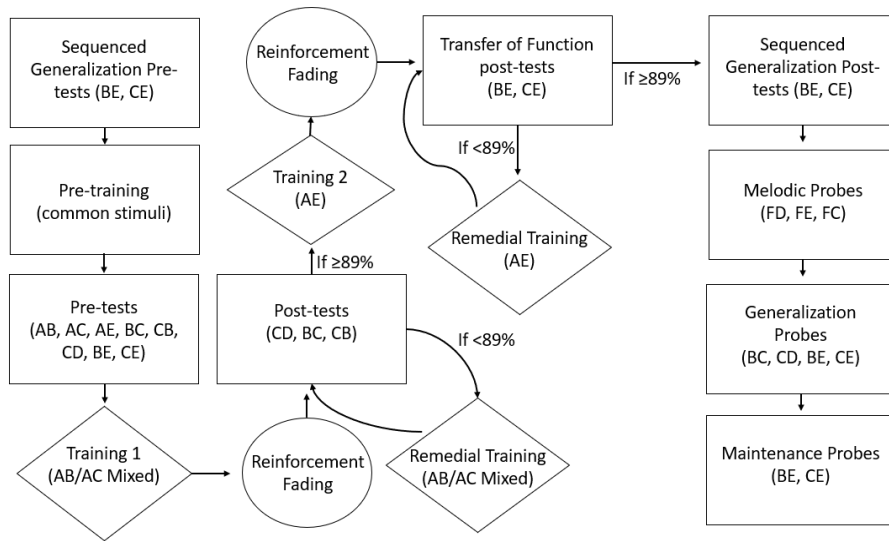 Sequenced
Generalization Pre-
tests (BE, CE)
Pre-training
(common stimuli)
Pre-tests
(AB, AC, AE, BC, CB,
CD, BE, CE)
Training 1
(AB/AC Mixed)
Reinforcement
Fading
Post-tests
(CD, BC, CB)
If <89%
Remedial Training
(AB/AC Mixed)
If ≥89%
Training 2
(AE)
Reinforcement
Fading
Transfer of Function
post-tests
(BE, CE)
If <89%
Remedial Training
(AE)
If ≥89%
Sequenced
Generalization Post-
tests (BE, CE)
Melodic Probes
(FD, FE, FC)
Generalization
Probes
(BC, CD, BE, CE)
Maintenance Probes
(BE, CE)